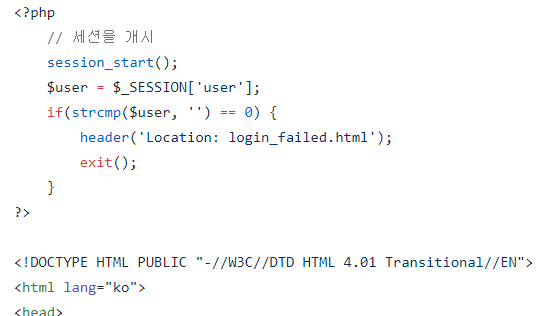 <?php
    // 세션을 개시
    session_start();
    $user = $_SESSION['user'];
    if(strcmp($user, '') == 0) {
        header('Location: login_failed.html');
        exit();
    }
?>

<!DOCTYPE HTML PUBLIC "-//W3C//DTD HTML 4.01 Transitional//EN">
<html lang="ko">
<head>